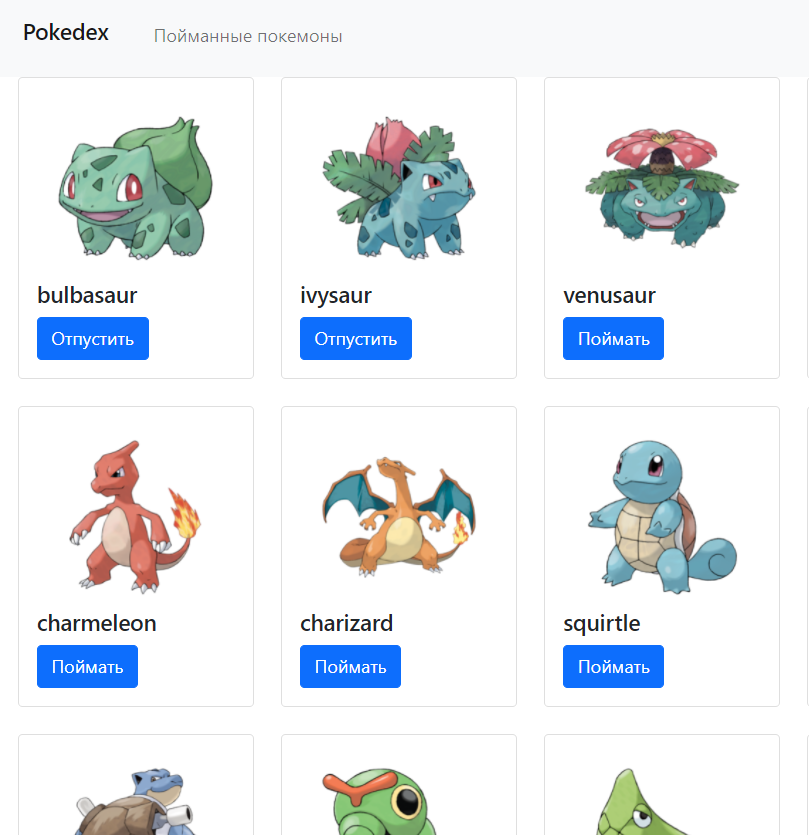 Pokedex Пойманные покемоны
bulbasaur ivysaur venusaur
Отпустить Отпустить Поймать
charmeleon charizard squirtle
Поймать Поймать Поймать